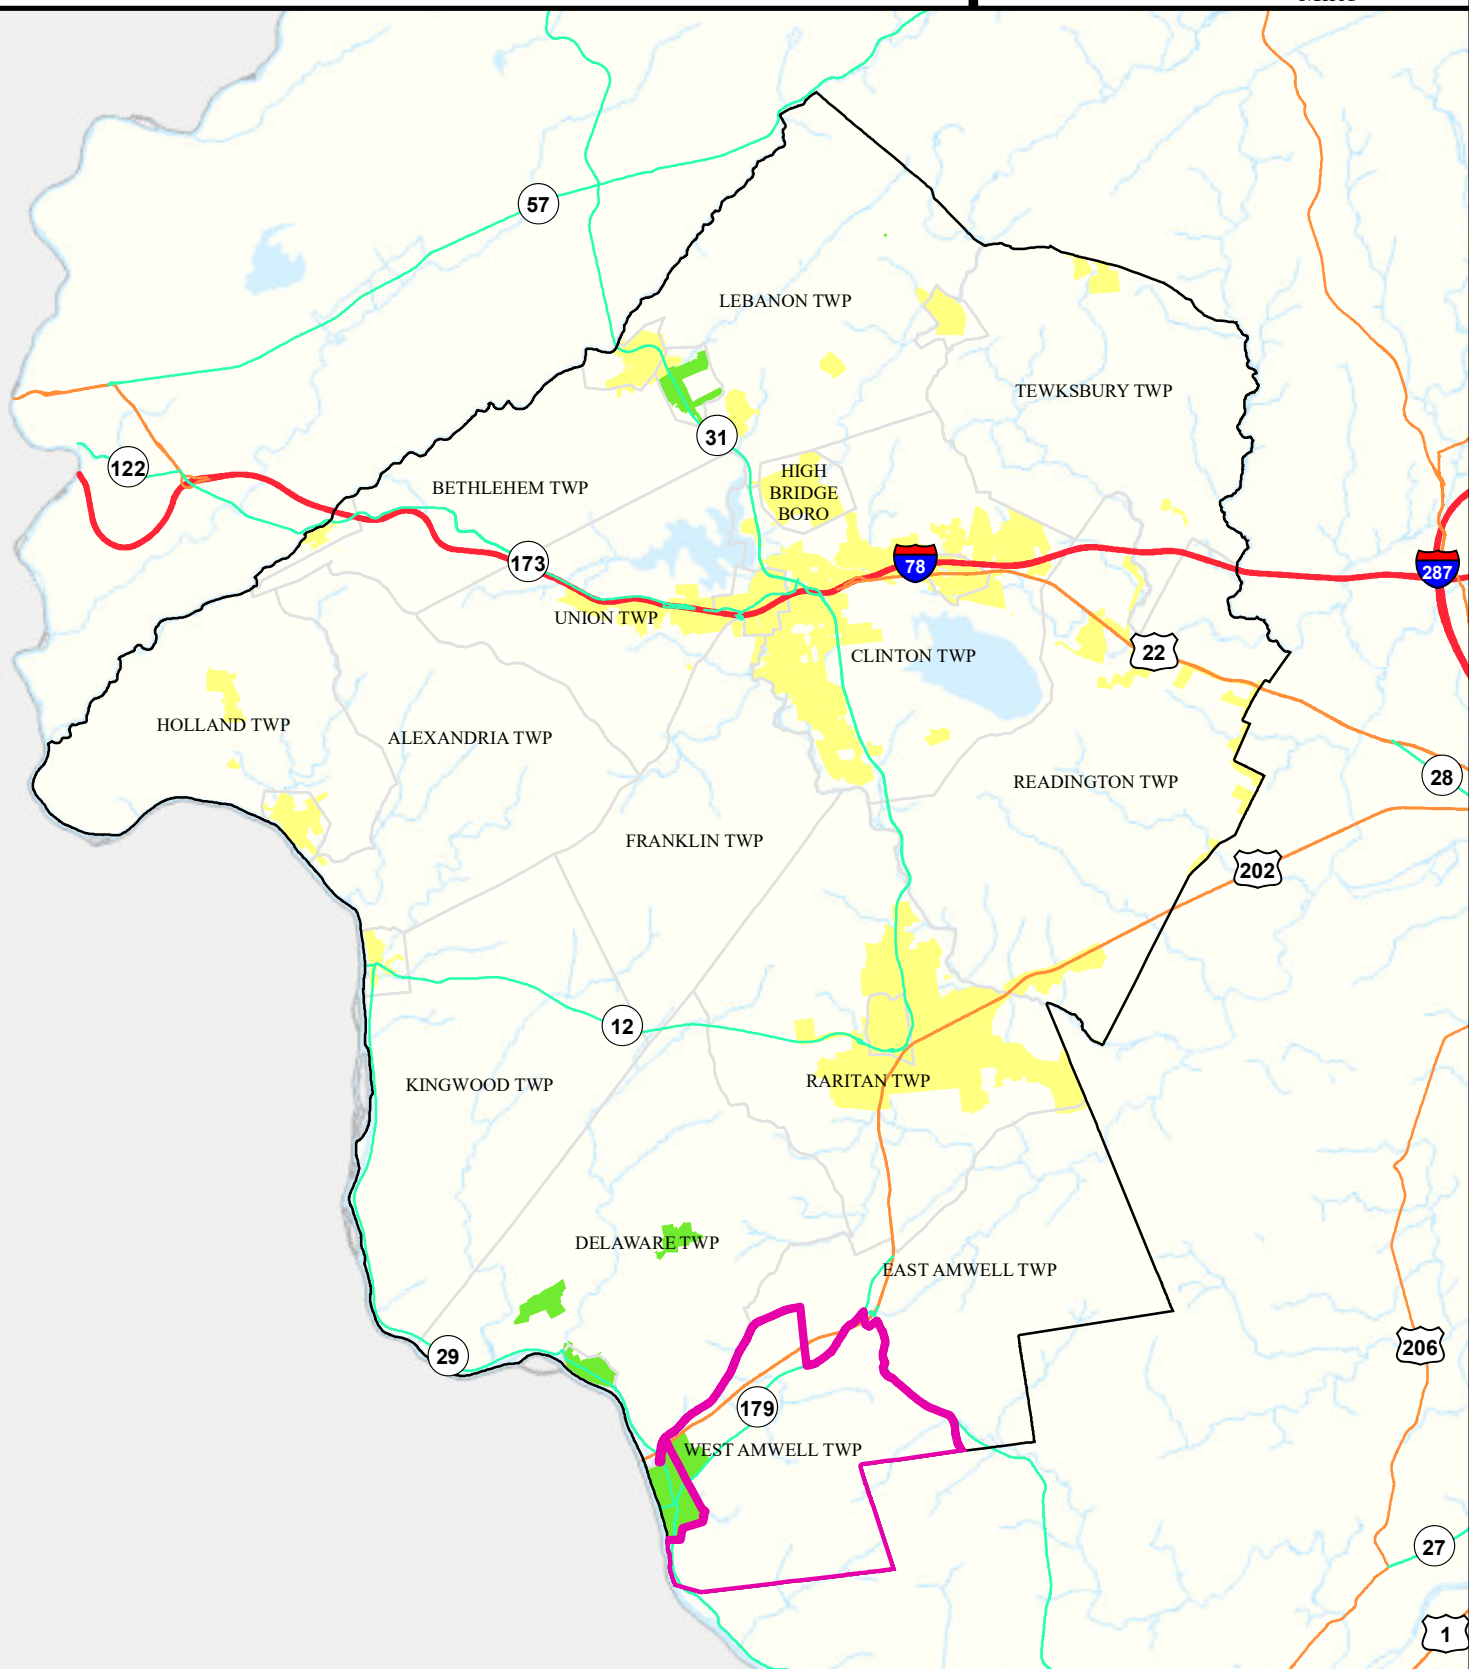 57
LEBANON TWP
TEWKSBURY TWP
31
122
HIGH
BRIDGE
BORO
BETHLEHEM TWP
173
78
287
UNION TWP
22
CLINTON TWP
HOLLAND TWP
ALEXANDRIA TWP
28
READINGTON TWP
FRANKLIN TWP
202
12
RARITAN TWP
KINGWOOD TWP
DELAWARE TWP
EAST AMWELL TWP
206
29
179
WEST AMWELL TWP
27
1